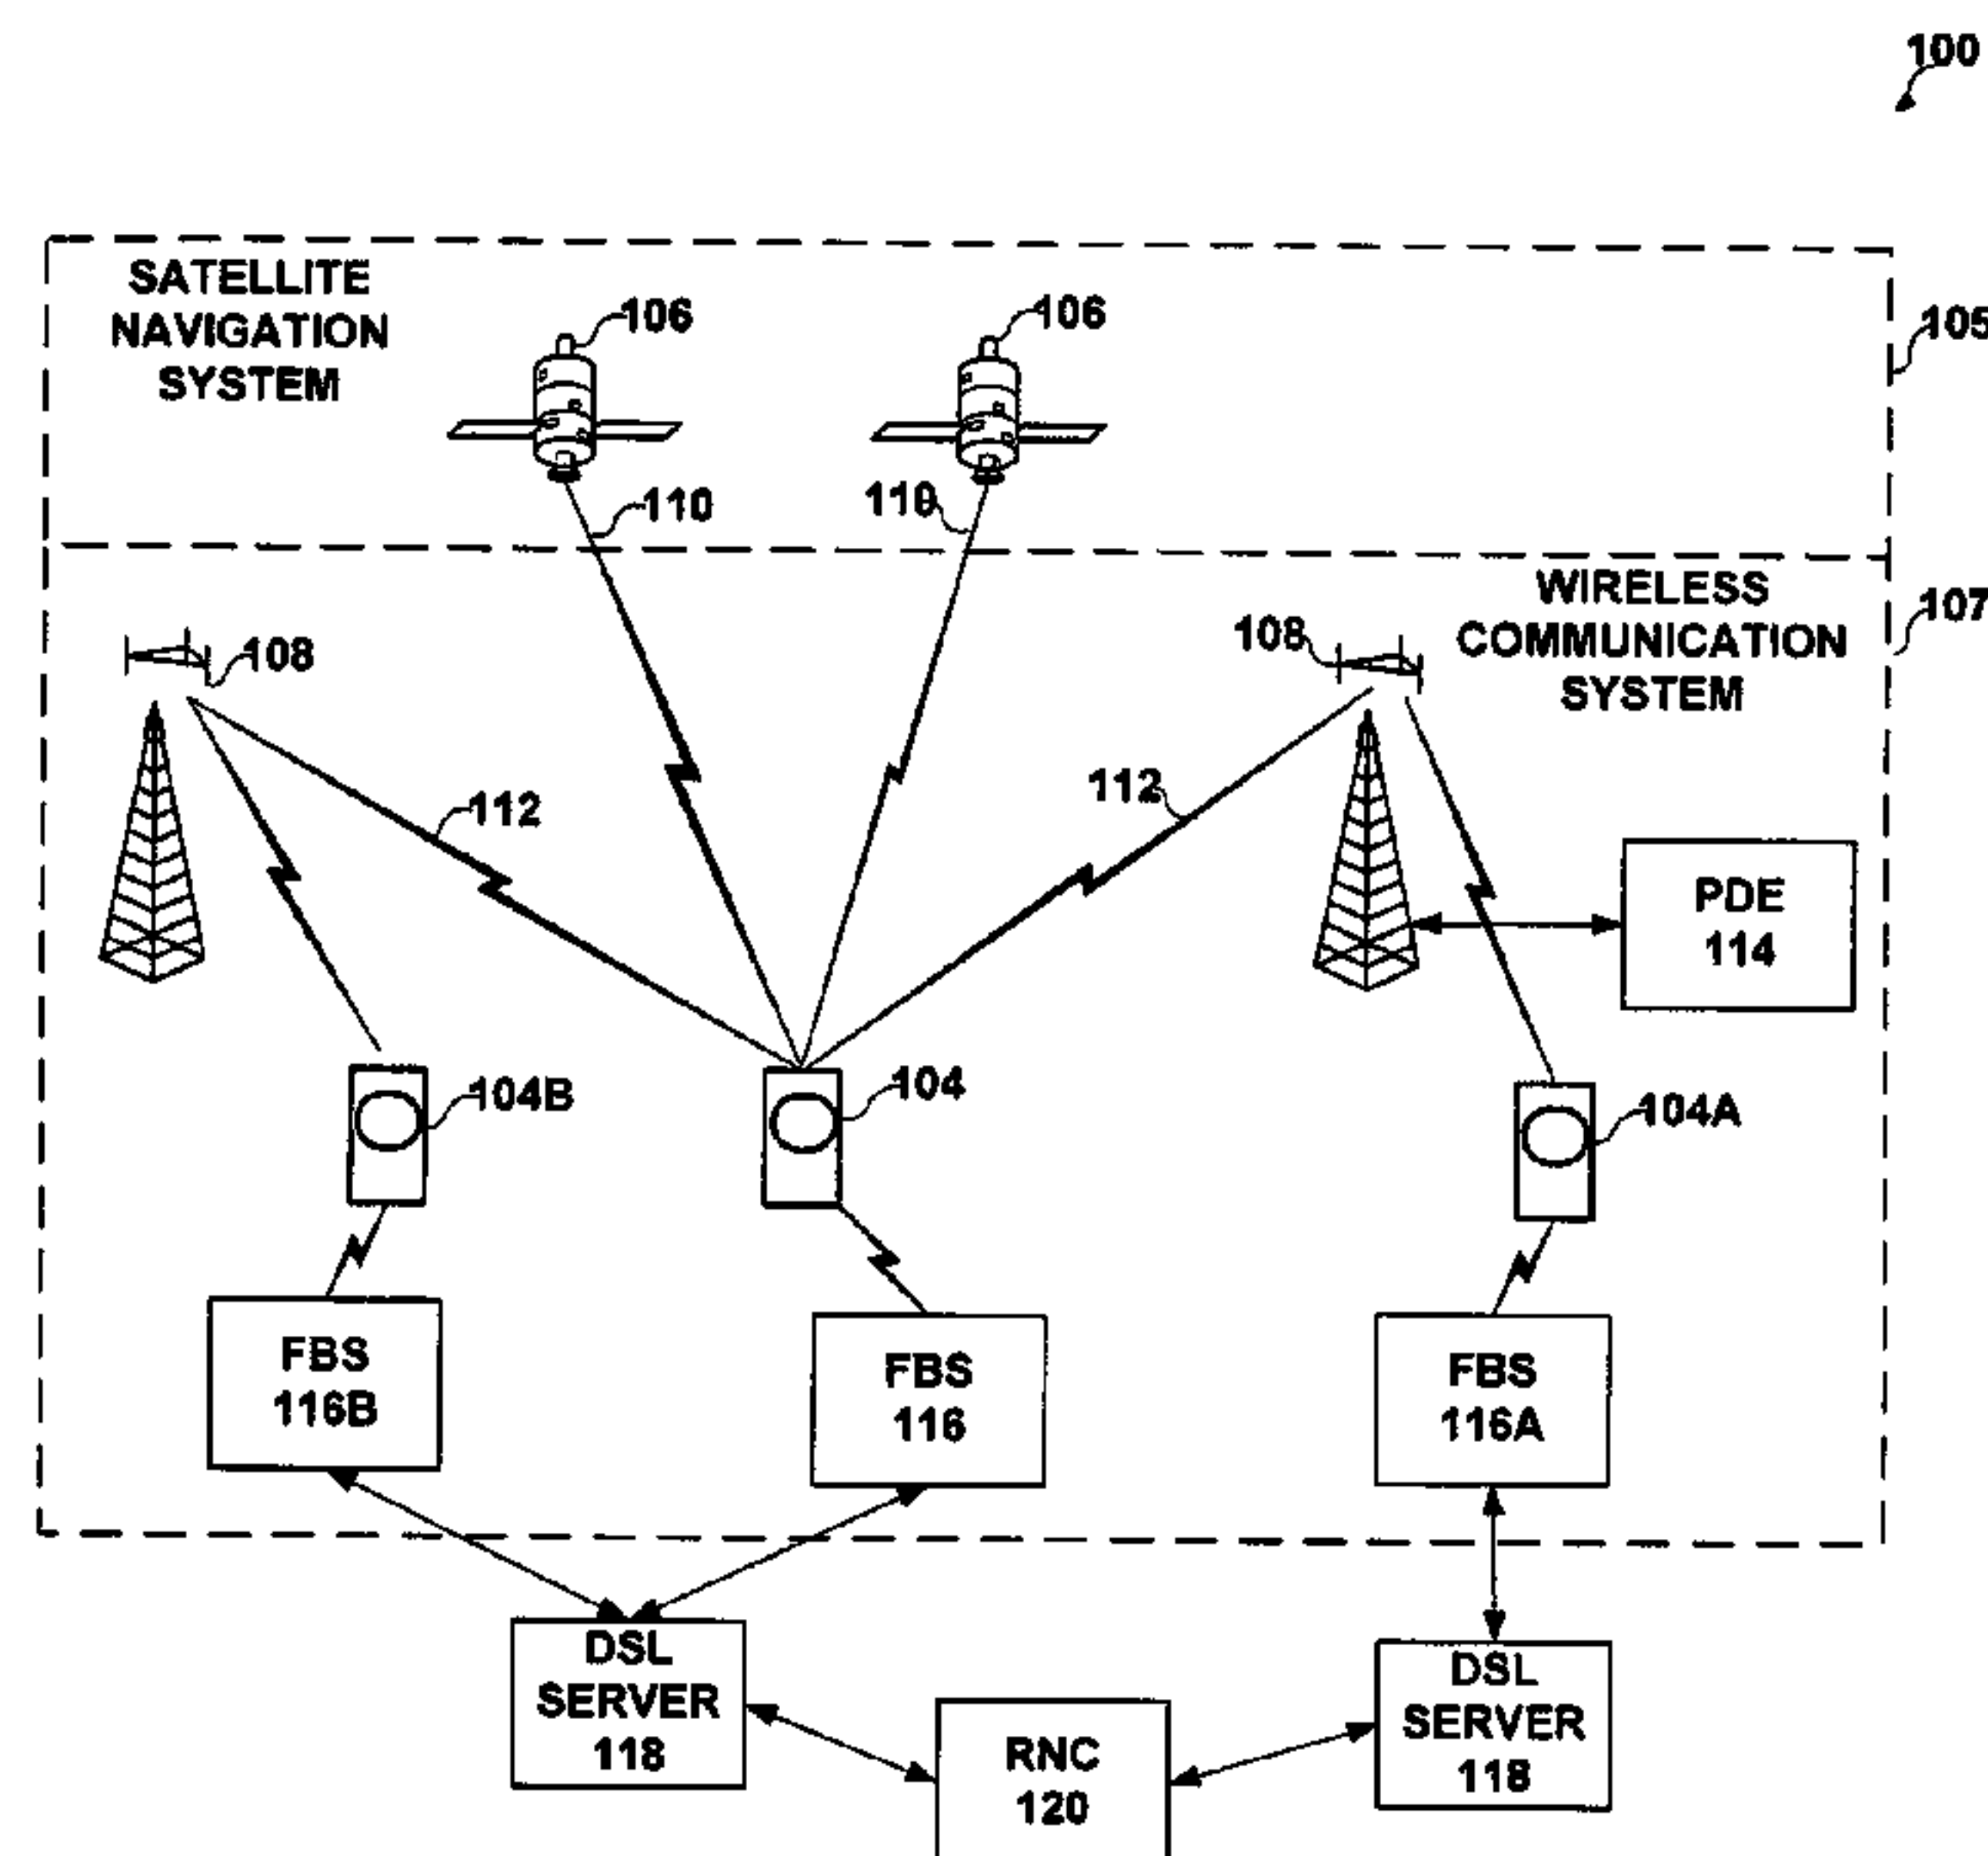 100
SATELLITE
NAVIGATION
SYSTEM
106
106
105
110
110
WIRELESS
COMMUNICATION
SYSTEM
107
108
108
112
112
PDE
114
104B
104
104A
FBS
116B
FBS
116
FBS
116A
DSL
SERVER
118
DSL
SERVER
118
RNC
120